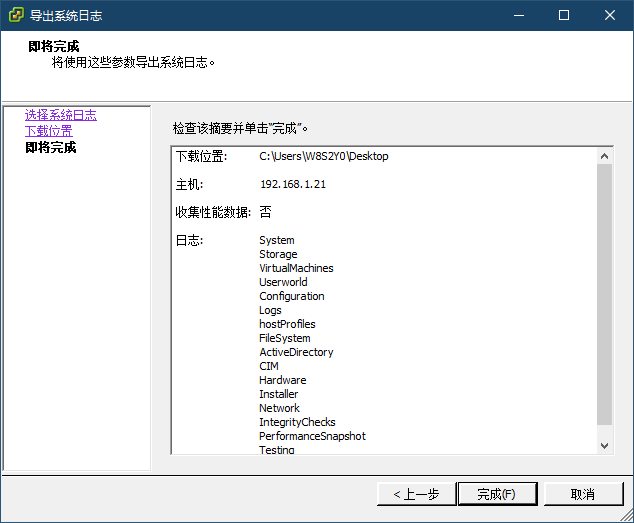 导出系统日志
即将完成
将使用这些参数导出系统日志。
选择系统日志
下载位置
即将完成
检查该摘要并单击"完成"。
下载位置: C:\Users\W8S2Y0\Desktop
主机: 192.168.1.21
收集性能数据: 否
日志: System
Storage
VirtualMachines
Userworld
Configuration
Logs
hostProfiles
FileSystem
ActiveDirectory
CIM
Hardware
Installer
Network
IntegrityChecks
PerformanceSnapshot
Testing
< 上一步 完成(F) 取消